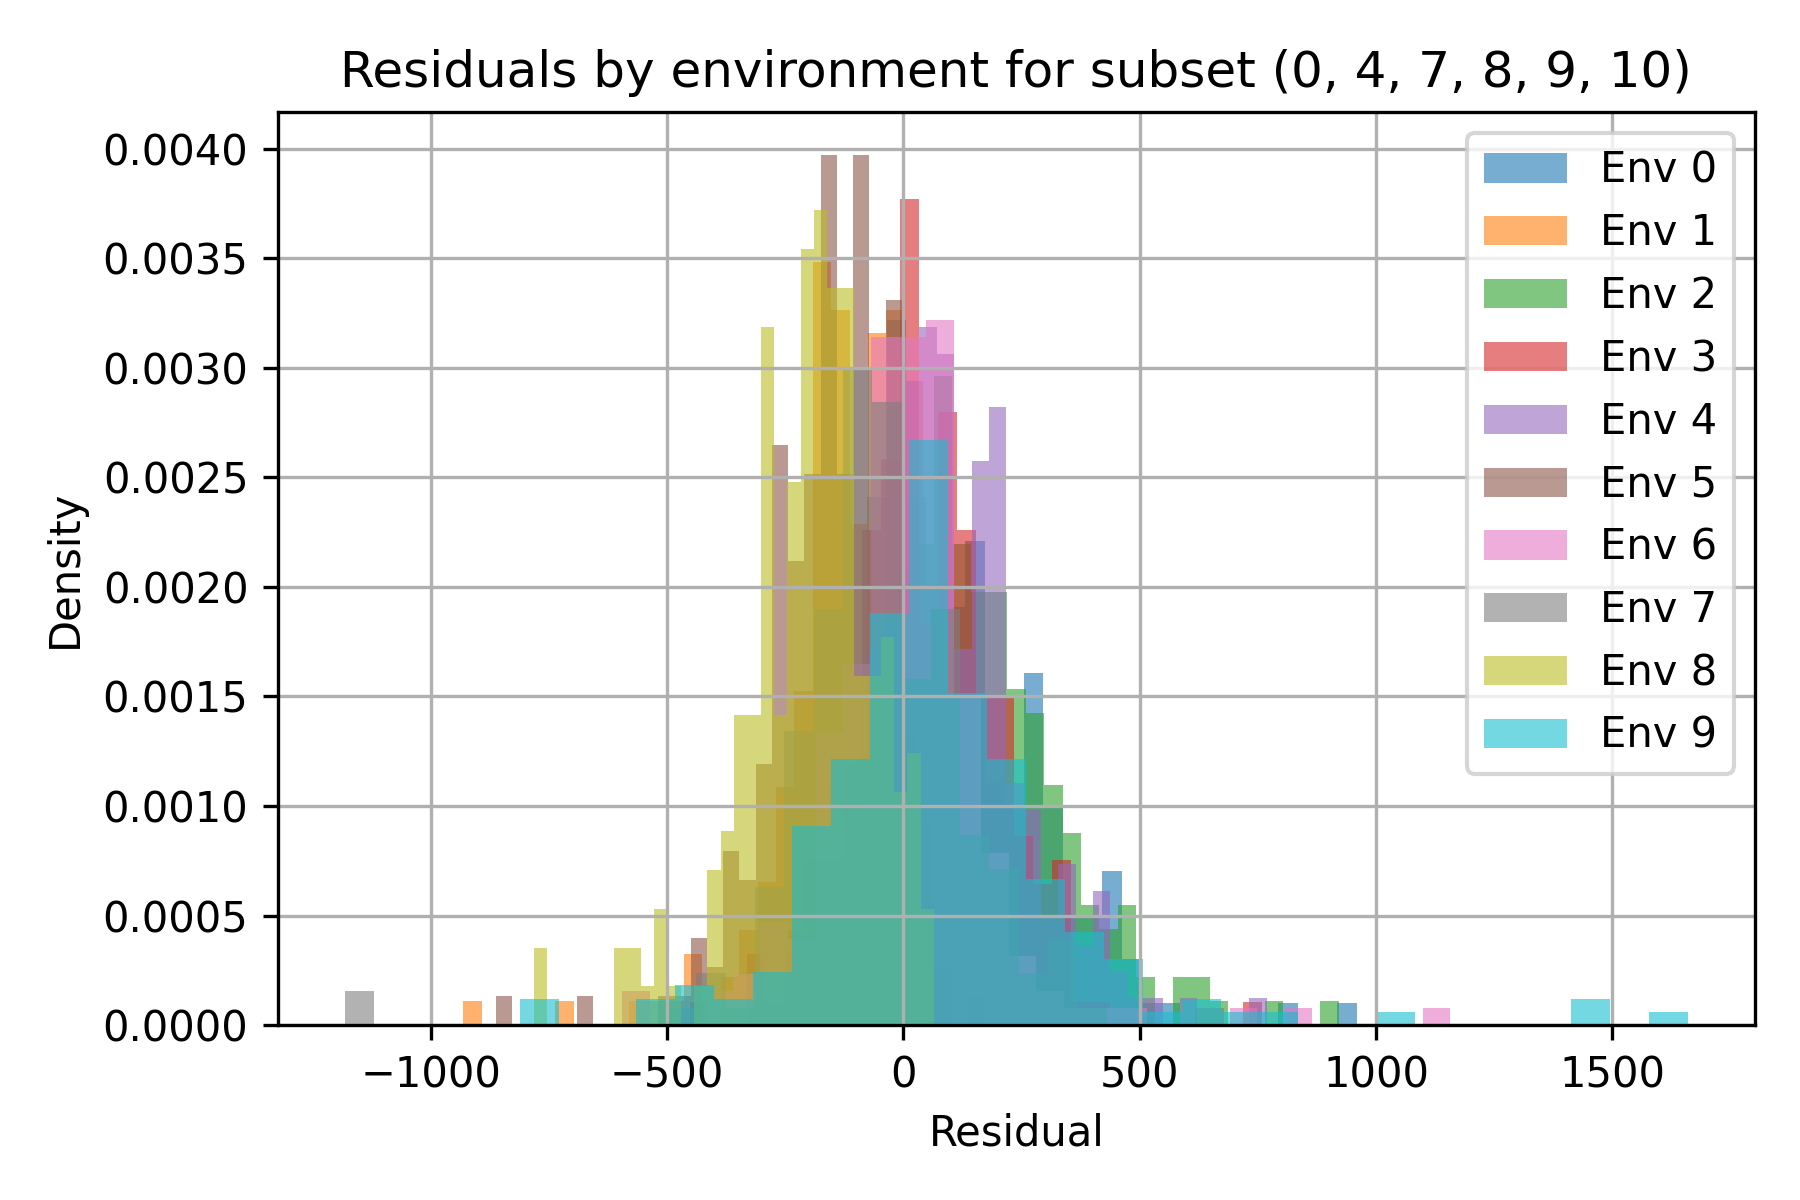 Residuals by environment for subset (0, 4, 7, 8, 9, 10)
0.0040
0.0035
0.0030
0.0025
0.0020
0.0015
0.0010
0.0005
0.0000
Density
Env 0
Env 1
Env 2
Env 3
Env 4
Env 5
Env 6
Env 7
Env 8
Env 9
−1000
−500
0
500
1000
1500
Residual